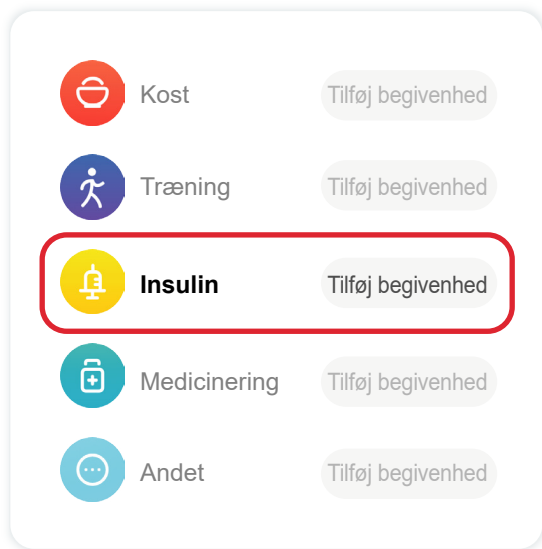 Kost Tilføj begivenhed
Træning Tilføj begivenhed
Insulin Tilføj begivenhed
Medicinering Tilføj begivenhed
Andet Tilføj begivenhed